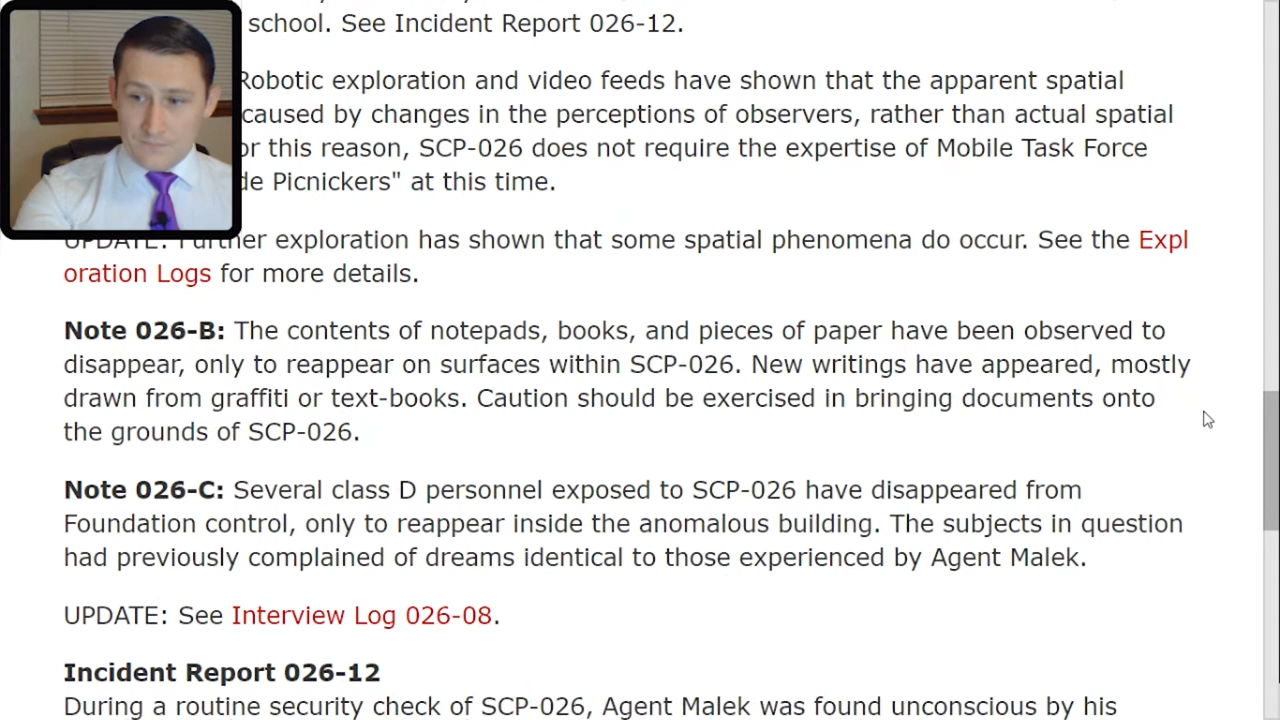 school. See Incident Report 026-12.
Robotic exploration and video feeds have shown that the apparent spatial
caused by changes in the perceptions of observers, rather than actual spatial
or this reason, SCP-026 does not require the expertise of Mobile Task Force
de Picnickers" at this time.
UPDATE: Further exploration has shown that some spatial phenomena do occur. See the Expl
oration Logs for more details.
Note 026-B: The contents of notepads, books, and pieces of paper have been observed to
disappear, only to reappear on surfaces within SCP-026. New writings have appeared, mostly
drawn from graffiti or text-books. Caution should be exercised in bringing documents onto
the grounds of SCP-026.
Note 026-C: Several class D personnel exposed to SCP-026 have disappeared from
Foundation control, only to reappear inside the anomalous building. The subjects in question
had previously complained of dreams identical to those experienced by Agent Malek.
UPDATE: See Interview Log 026-08.
Incident Report 026-12
During a routine security check of SCP-026, Agent Malek was found unconscious by his